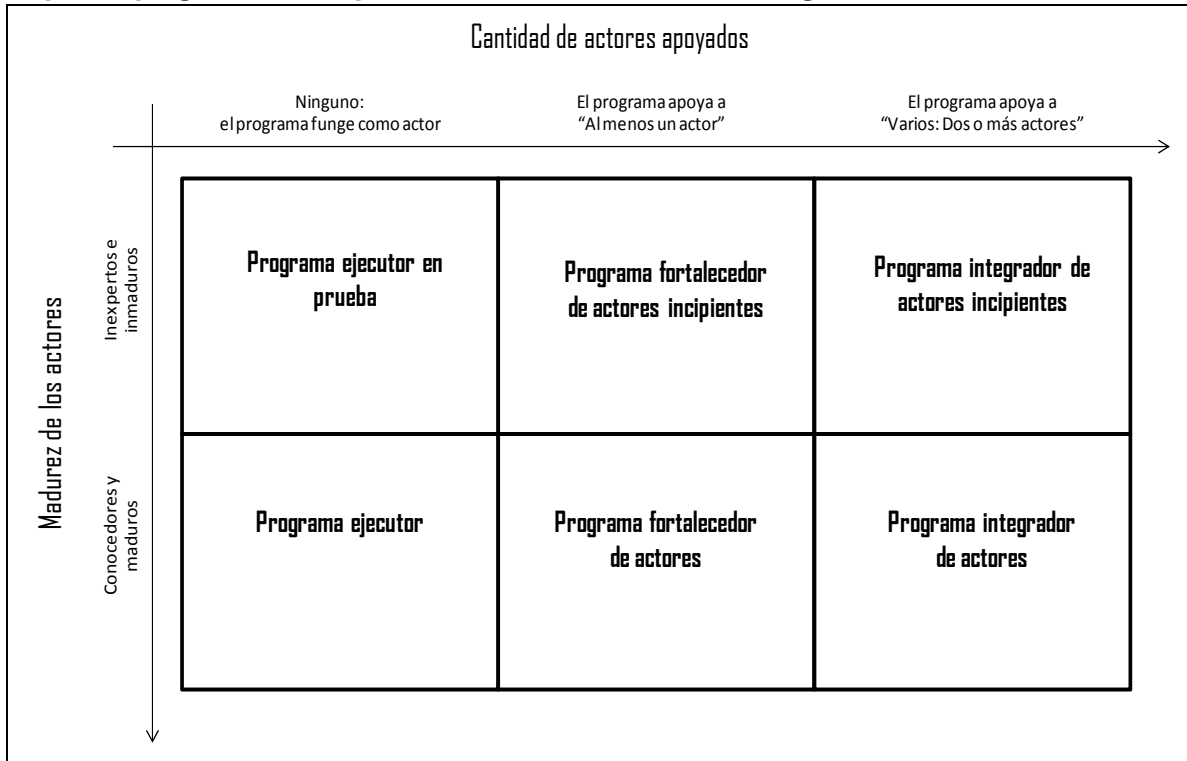 Cantidad de actores apoyados
Ninguno:
el programa funge como actor
El programa apoya a
“Al menos un actor”
El programa apoya a
“Varios: Dos o más actores”
Madurez de los actores
Inexpertos e
inmaduros
Programa ejecutor en
prueba
Programa fortalecedor
de actores incipientes
Programa integrador de
actores incipientes
Conocedores y
maduros
Programa ejecutor
Programa fortalecedor
de actores
Programa integrador
de actores